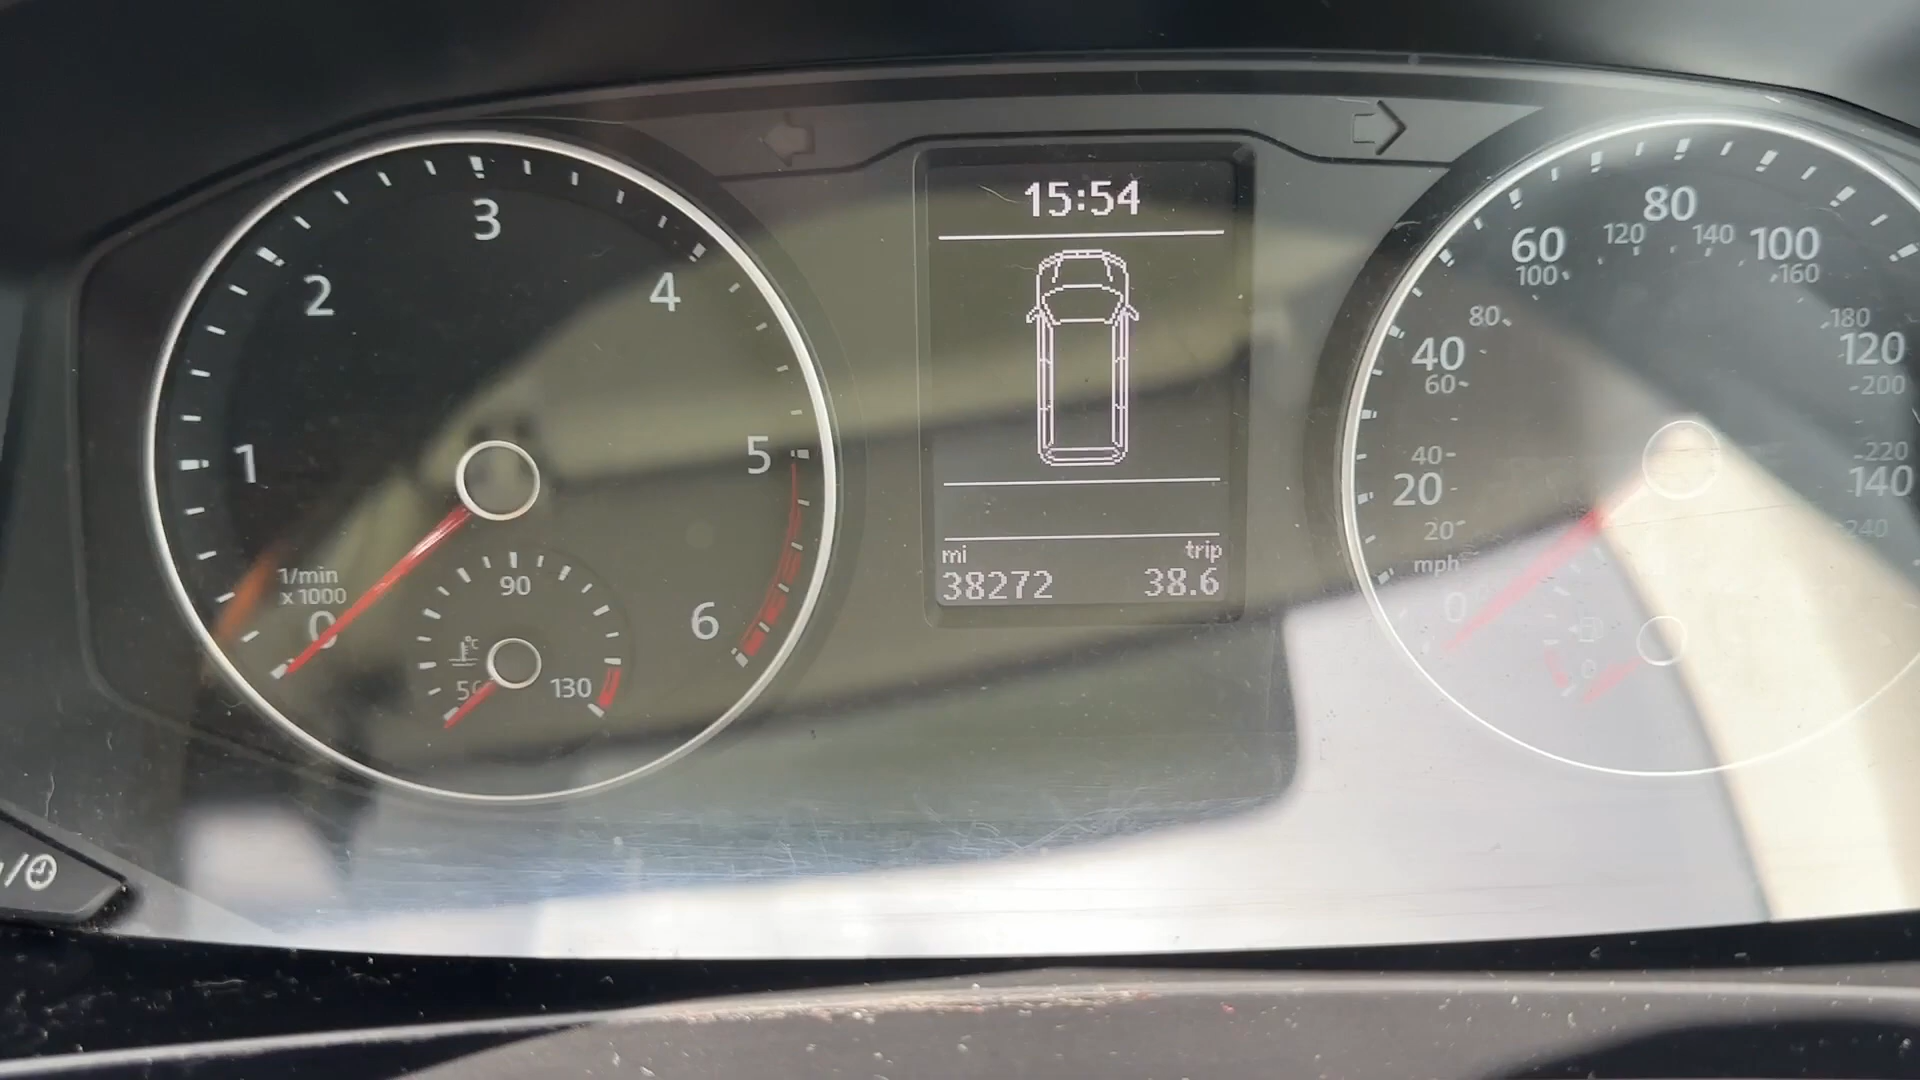 15:54
mi trip
38272 38.6
1/min
x 1000
0 1 2 3 4 5 6
°C
50 90 130
mph
0 20 40 60 80 100 120 140
20 40 60 80 100 120 140 160 180 200 220 240
0